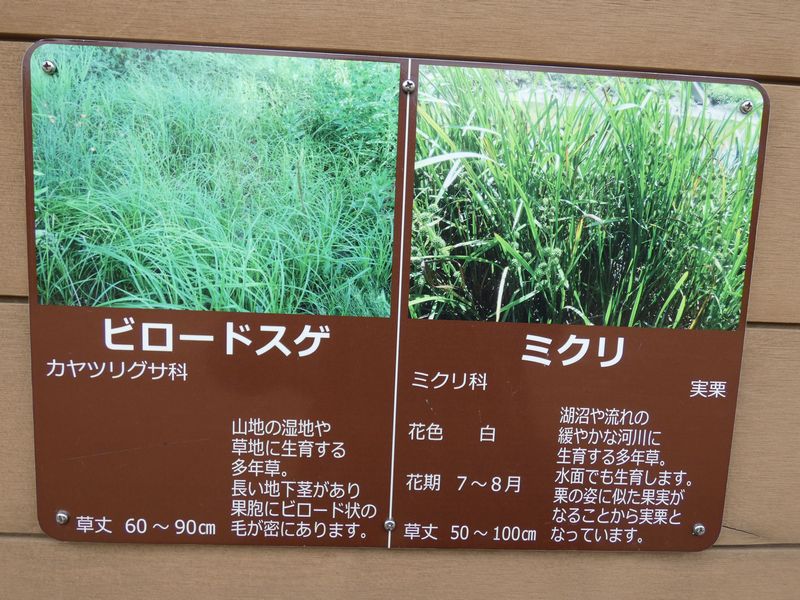 ビロードスゲ
カヤツリグサ科
山地の湿地や
草地に生育する
多年草。
長い地下茎があり
果胞にビロード状の
毛が密にあります。
草丈 60～90㎝
ミクリ
ミクリ科
実栗
花色 白
花期 7～8月
草丈 50～100㎝
湖沼や流れの
緩やかな河川に
生育する多年草。
水面でも生育します。
栗の姿に似た果実が
なることから実栗と
なっています。